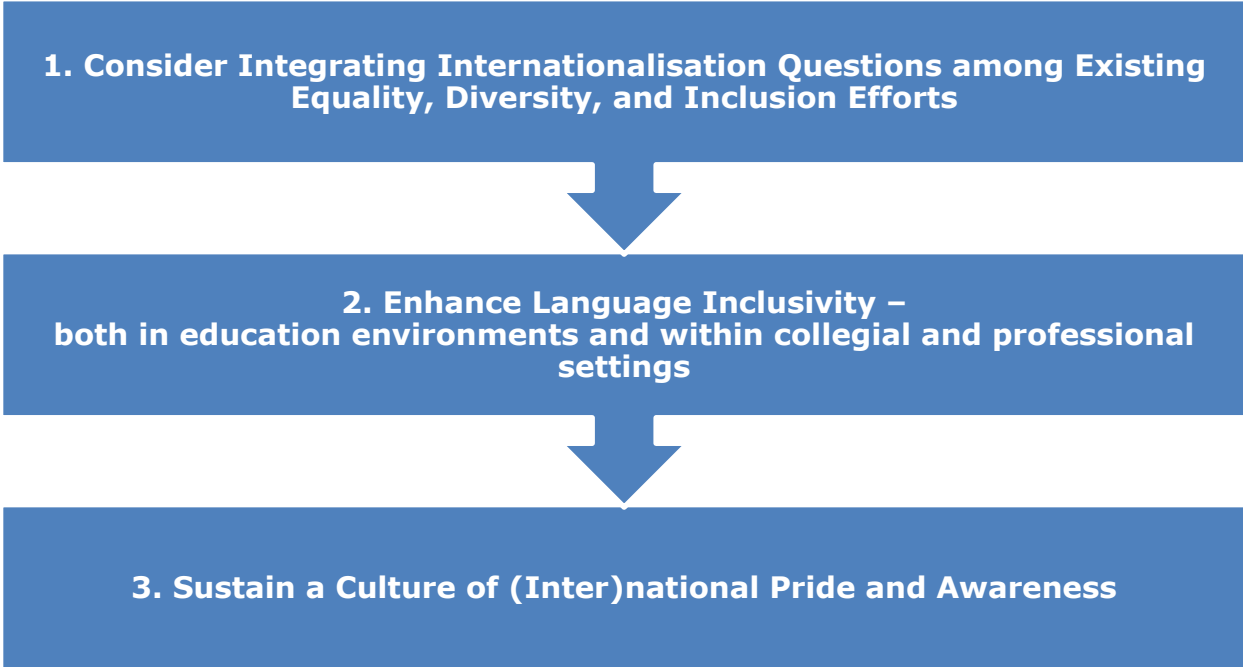 1. Consider Integrating Internationalisation Questions among Existing
Equality, Diversity, and Inclusion Efforts
2. Enhance Language Inclusivity –
both in education environments and within collegial and professional
settings
3. Sustain a Culture of (Inter)national Pride and Awareness